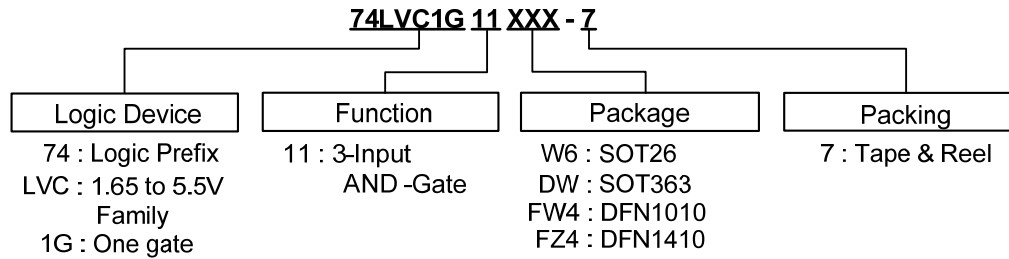 74LVC1G 11 XXX - 7
Logic Device
Function
Package
Packing
74 : Logic Prefix
LVC : 1.65 to 5.5V
Family
1G : One gate
11 : 3-Input
AND -Gate
W6 : SOT26
DW : SOT363
FW4 : DFN1010
FZ4 : DFN1410
7 : Tape & Reel